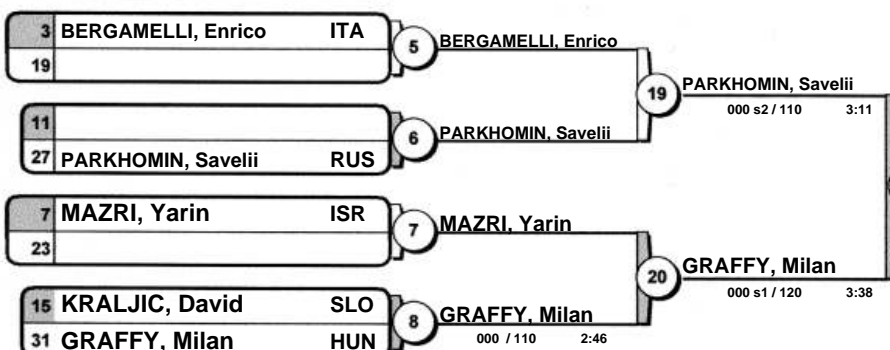 3 BERGAMELLI, Enrico ITA
19
5
BERGAMELLI, Enrico
11
27 PARKHOMIN, Savelii RUS
6
PARKHOMIN, Savelii
19
PARKHOMIN, Savelii
000 s2 / 110 3:11
7 MAZRI, Yarin ISR
23
7
MAZRI, Yarin
15 KRALJIC, David SLO
31 GRAFFY, Milan HUN
8
GRAFFY, Milan
000 / 110 2:46
20
GRAFFY, Milan
000 s1 / 120 3:38